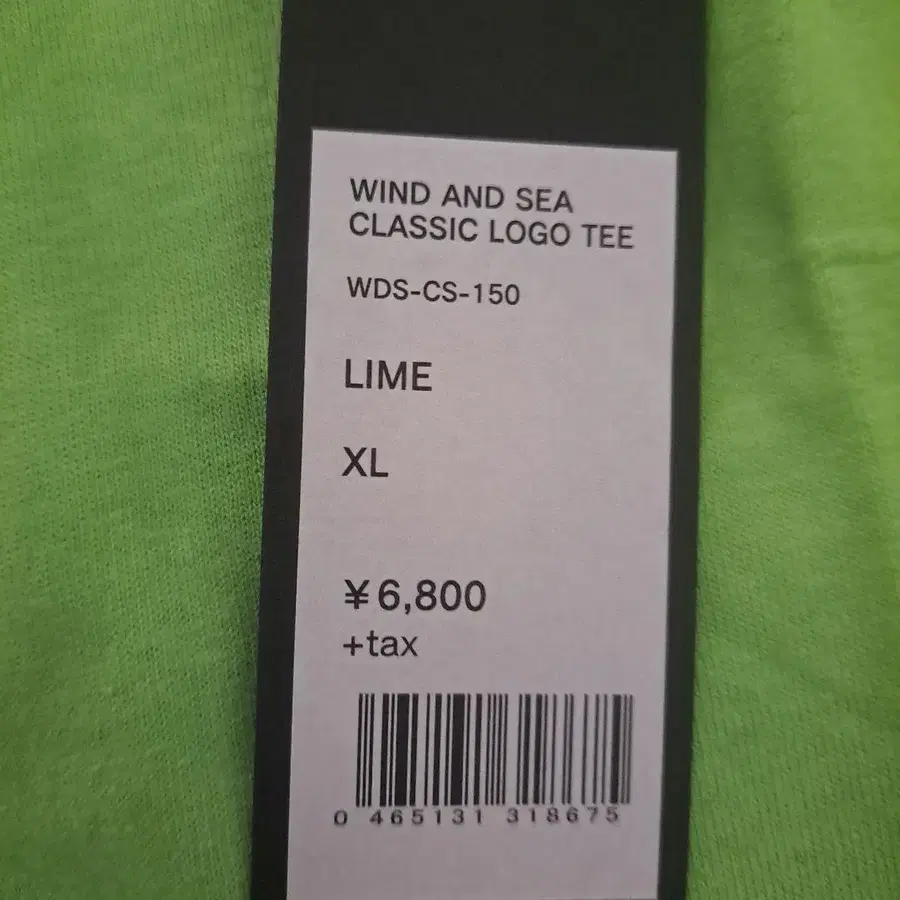 WIND AND SEA
CLASSIC LOGO TEE
WDS-CS-150
LIME
XL
¥6,800
+tax
0 465131 318675